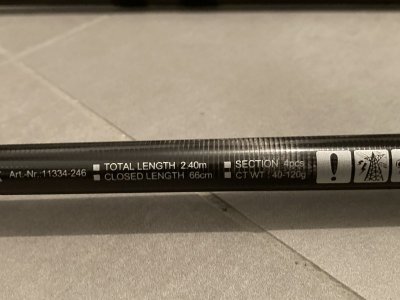 Art.-Nr.:11334-246
TOTAL LENGTH 2.40m
CLOSED LENGTH 66cm
SECTION 4pcs
CT WT : 40-120g